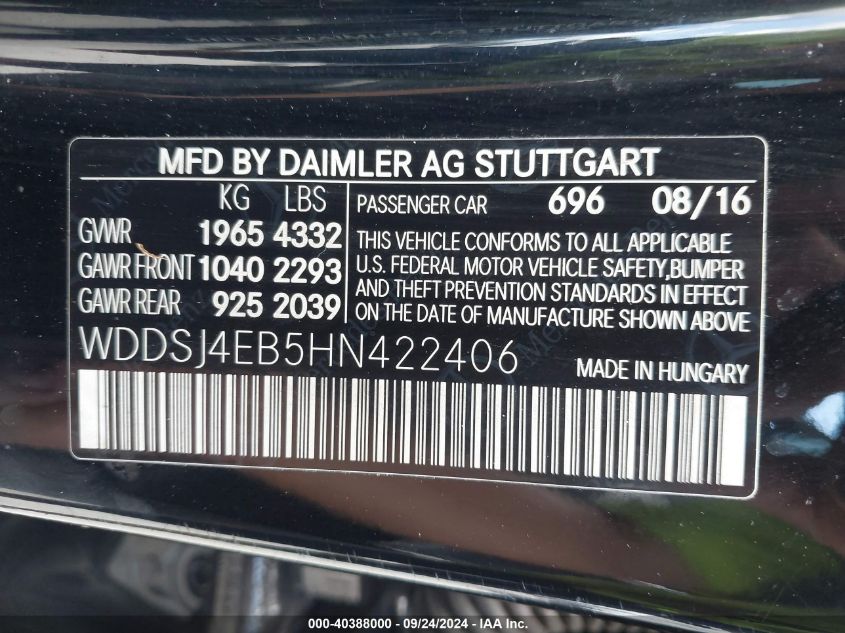 MFD BY DAIMLER AG STUTTGART
KG LBS
GVWR 1965 4332
GAWR FRONT 1040 2293
GAWR REAR 925 2039
PASSENGER CAR 696 08/16
THIS VEHICLE CONFORMS TO ALL APPLICABLE
U.S. FEDERAL MOTOR VEHICLE SAFETY,BUMPER
AND THEFT PREVENTION STANDARDS IN EFFECT
ON THE DATE OF MANUFACTURE SHOWN ABOVE
WDDSJ4EB5HN422406
MADE IN HUNGARY
000-40388000 - 09/24/2024 - IAAI Inc.